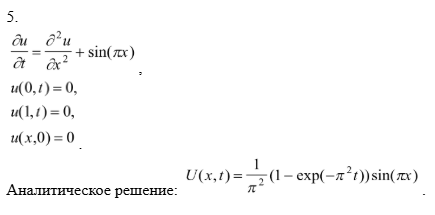 5.
∂u/∂t = ∂²u/∂x² + sin(πx) ,
u(0,t) = 0,
u(1,t) = 0,
u(x,0) = 0 .
Аналитическое решение: U(x,t) = 1/π² (1 − exp(−π²t)) sin(πx) .